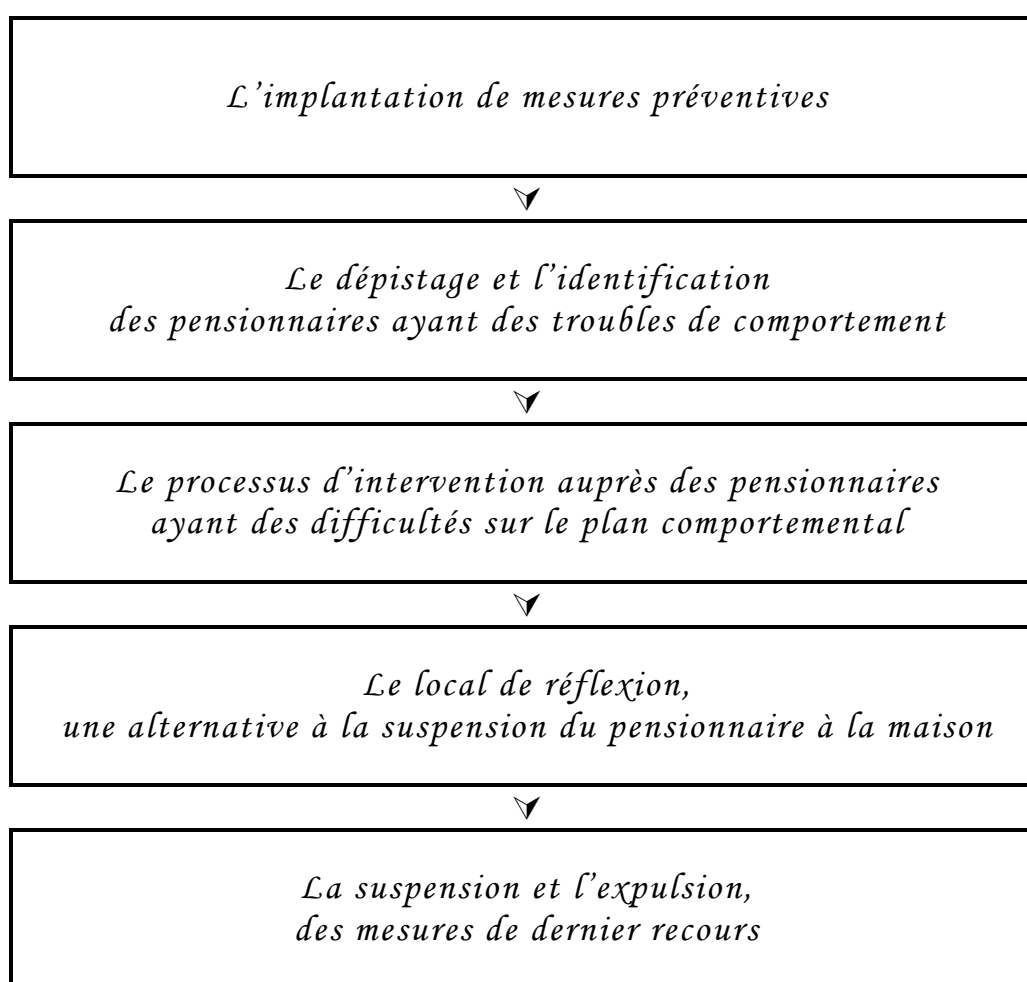 L'implantation de mesures préventives
Le dépistage et l'identification
des pensionnaires ayant des troubles de comportement
Le processus d'intervention auprès des pensionnaires
ayant des difficultés sur le plan comportemental
Le local de réflexion,
une alternative à la suspension du pensionnaire à la maison
La suspension et l'expulsion,
des mesures de dernier recours